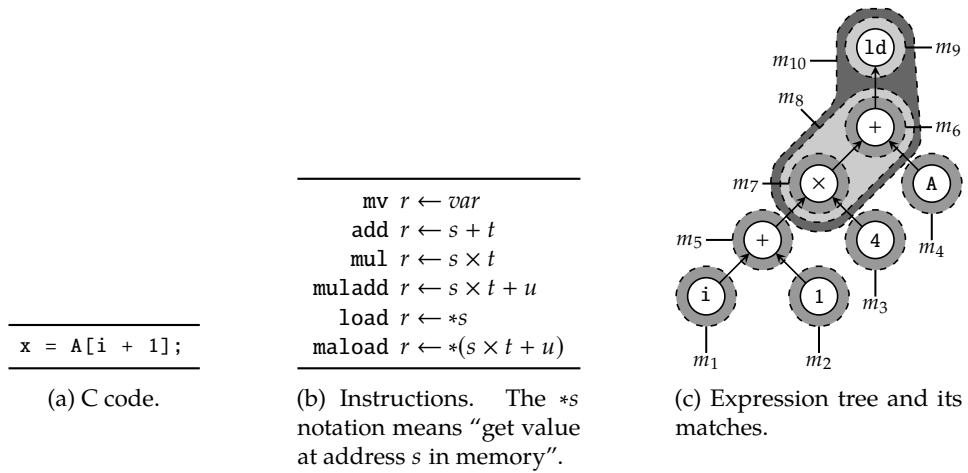 x = A[i + 1];
(a) C code.
mv r ← var
add r ← s + t
mul r ← s × t
muladd r ← s × t + u
load r ← *s
maload r ← *(s × t + u)
(b) Instructions. The *s
notation means “get value
at address s in memory”.
ld
m9
m10
m8
+
m6
m7
×
A
m5
+
4
m4
i
1
m3
m1
m2
(c) Expression tree and its
matches.